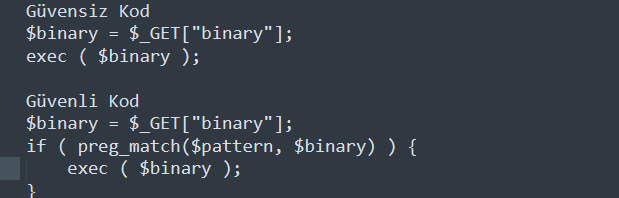 Güvensiz Kod
$binary = $_GET["binary"];
exec ( $binary );
Güvenli Kod
$binary = $_GET["binary"];
if ( preg_match($pattern, $binary) ) {
exec ( $binary );
}